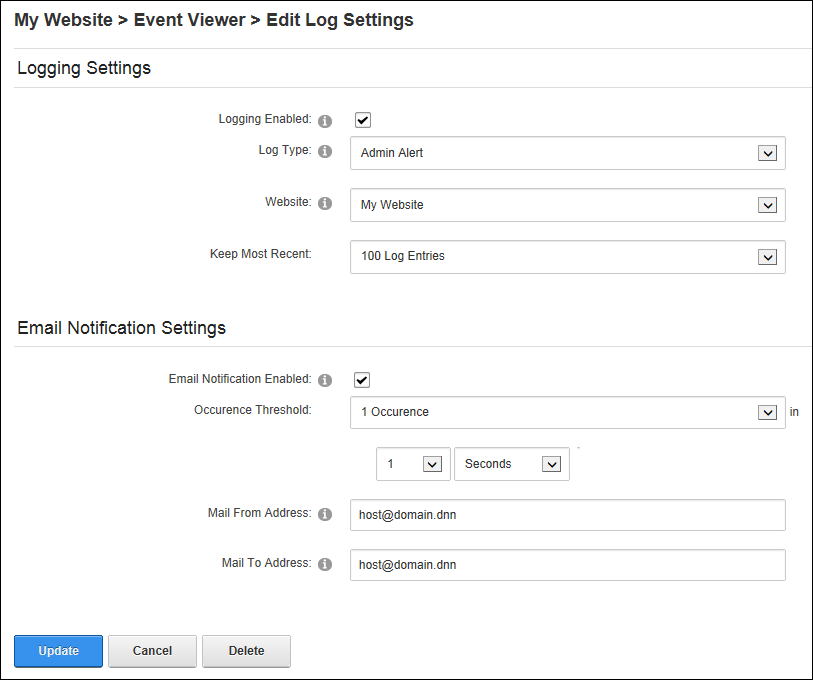 My Website > Event Viewer > Edit Log Settings
Logging Settings
Logging Enabled:
Log Type: Admin Alert
Website: My Website
Keep Most Recent: 100 Log Entries
Email Notification Settings
Email Notification Enabled:
Occurence Threshold: 1 Occurence in
1 Seconds
Mail From Address: host@domain.dnn
Mail To Address: host@domain.dnn
Update Cancel Delete